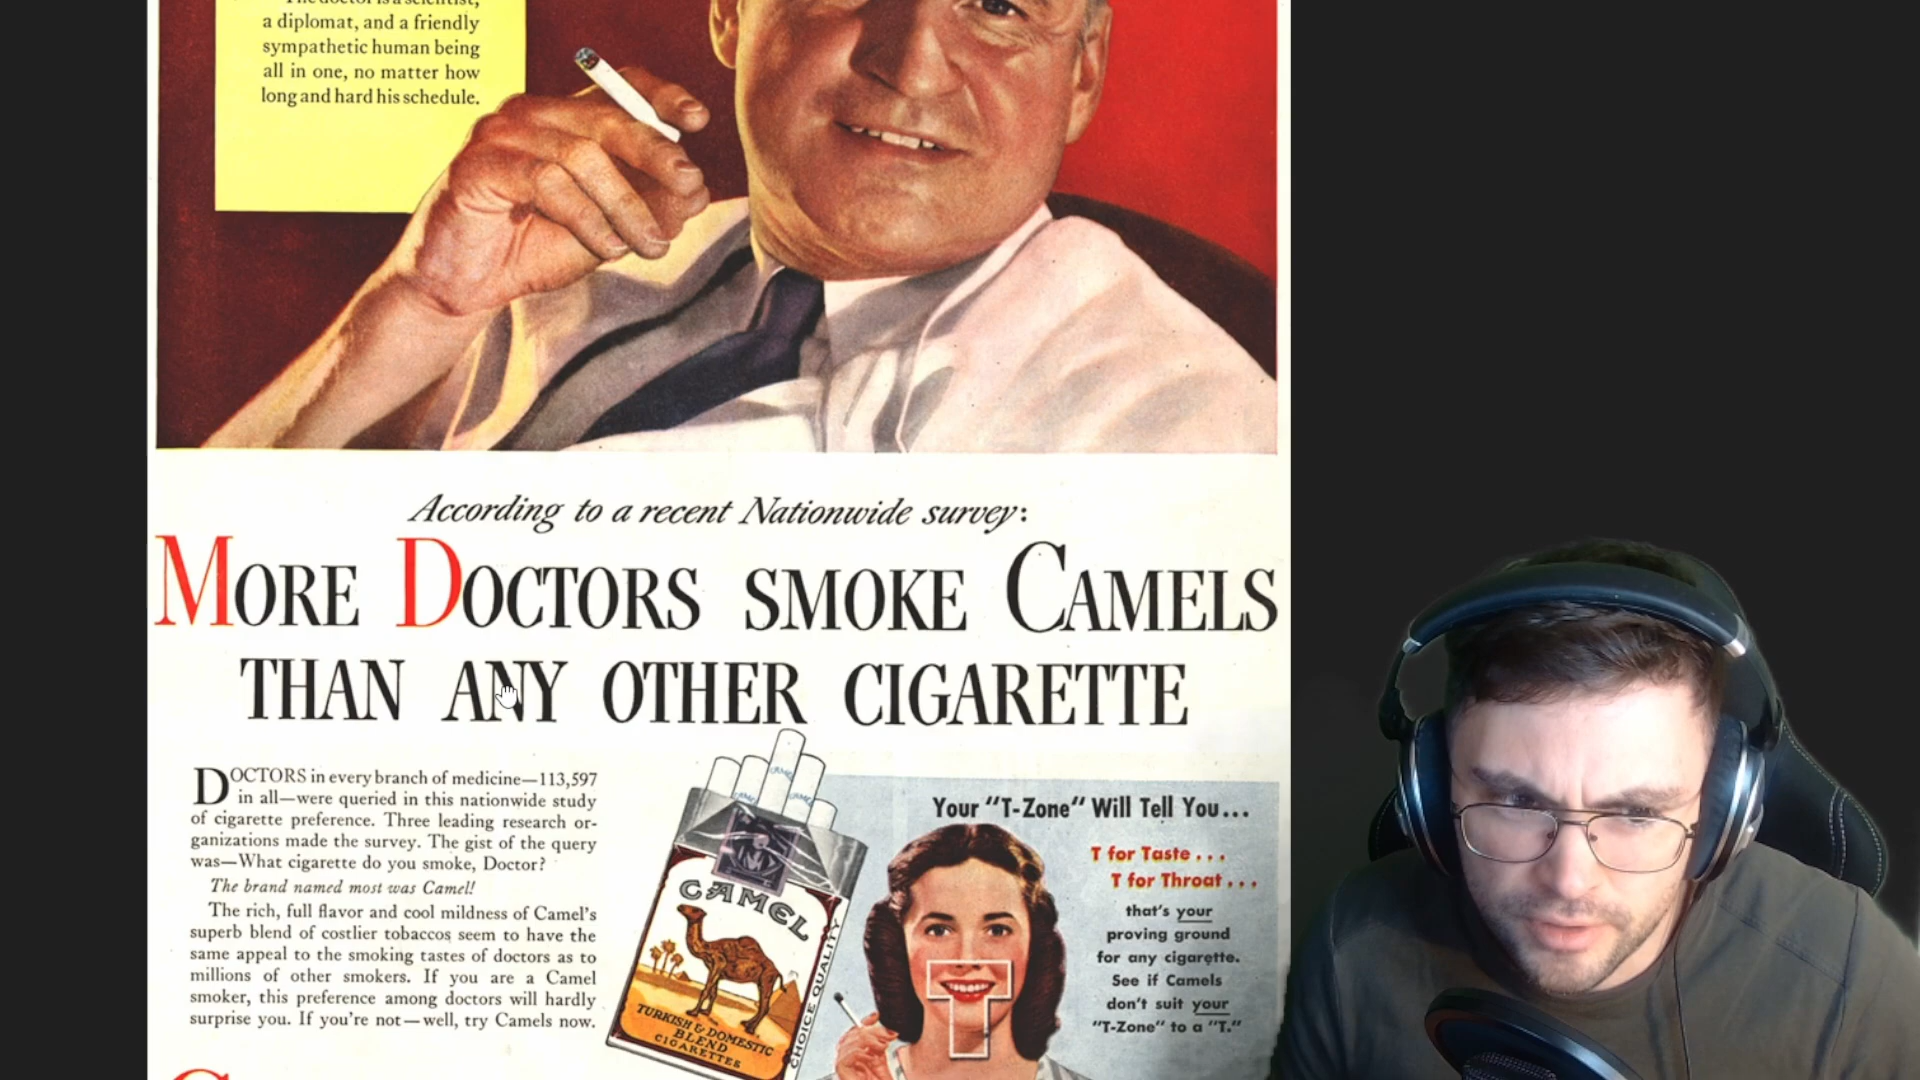 The doctor is a scientist,
a diplomat, and a friendly
sympathetic human being
all in one, no matter how
long and hard his schedule.
According to a recent Nationwide survey:
MORE DOCTORS SMOKE CAMELS
THAN ANY OTHER CIGARETTE
DOCTORS in every branch of medicine—113,597
in all—were queried in this nationwide study
of cigarette preference. Three leading research or-
ganizations made the survey. The gist of the query
was—What cigarette do you smoke, Doctor?
The brand named most was Camel!
The rich, full flavor and cool mildness of Camel's
superb blend of costlier tobaccos seem to have the
same appeal to the smoking tastes of doctors as to
millions of other smokers. If you are a Camel
smoker, this preference among doctors will hardly
surprise you. If you're not—well, try Camels now.
CAMEL
TURKISH & DOMESTIC
BLEND
CIGARETTES
CHOICE QUALITY
Your "T-Zone" Will Tell You...
T for Taste...
T for Throat...
that's your
proving ground
for any cigarette.
See if Camels
don't suit your
"T-Zone" to a "T."
T